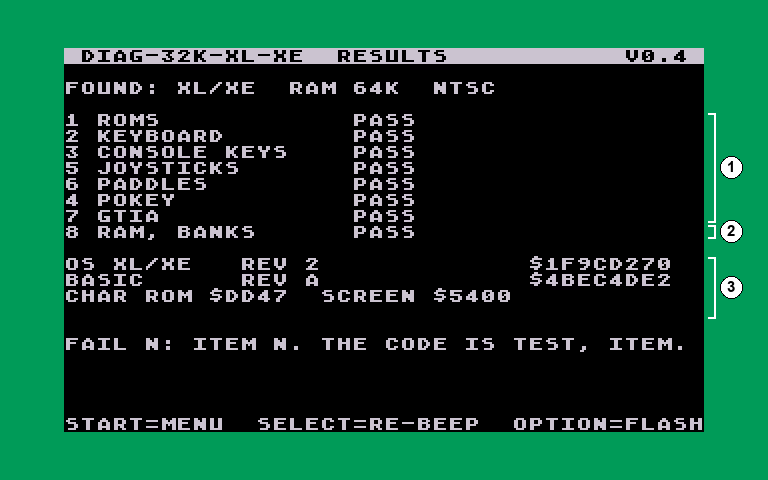 DIAG-32K-XL-XE RESULTS V0.4
FOUND: XL/XE RAM 64K NTSC
1 ROMS PASS
2 KEYBOARD PASS
3 CONSOLE KEYS PASS
5 JOYSTICKS PASS
6 PADDLES PASS
4 POKEY PASS
7 GTIA PASS
8 RAM, BANKS PASS
1
2
OS XL/XE REV 2 $1F9CD270
BASIC REV A $4BEC4DE2
CHAR ROM $DD47 SCREEN $5400
3
FAIL N: ITEM N. THE CODE IS TEST, ITEM.
START=MENU SELECT=RE-BEEP OPTION=FLASH